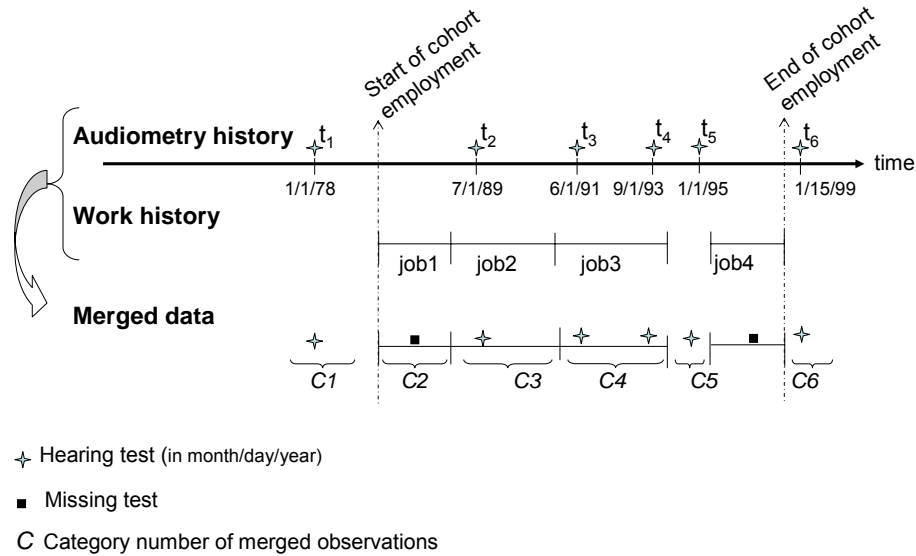 Start of cohort
employment
End of cohort
employment
Audiometry history
t1 t2 t3 t4 t5 t6
time
1/1/78 7/1/89 6/1/91 9/1/93 1/1/95 1/15/99
Work history
job1 job2 job3 job4
Merged data
C1 C2 C3 C4 C5 C6
Hearing test (in month/day/year)
Missing test
C Category number of merged observations